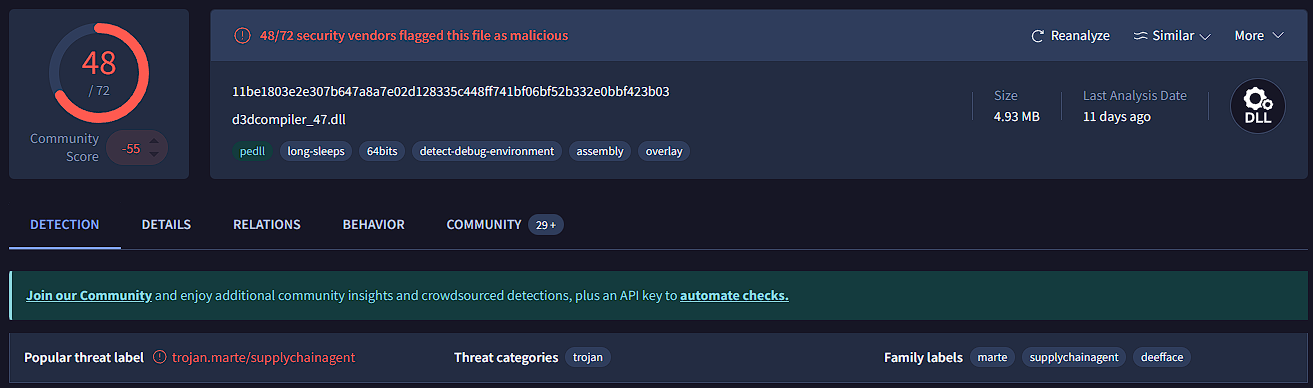 48
/ 72
Community
Score
-55
48/72 security vendors flagged this file as malicious
Reanalyze
Similar
More
11be1803e2e307b647a8a7e02d128335c448ff741bf06bf52b332e0bbf423b03
d3dcompiler_47.dll
pedll
long-sleeps
64bits
detect-debug-environment
assembly
overlay
Size
4.93 MB
Last Analysis Date
11 days ago
DLL
DETECTION
DETAILS
RELATIONS
BEHAVIOR
COMMUNITY
29 +
Join our Community and enjoy additional community insights and crowdsourced detections, plus an API key to automate checks.
Popular threat label
trojan.marte/supplychainagent
Threat categories
trojan
Family labels
marte
supplychainagent
deefface